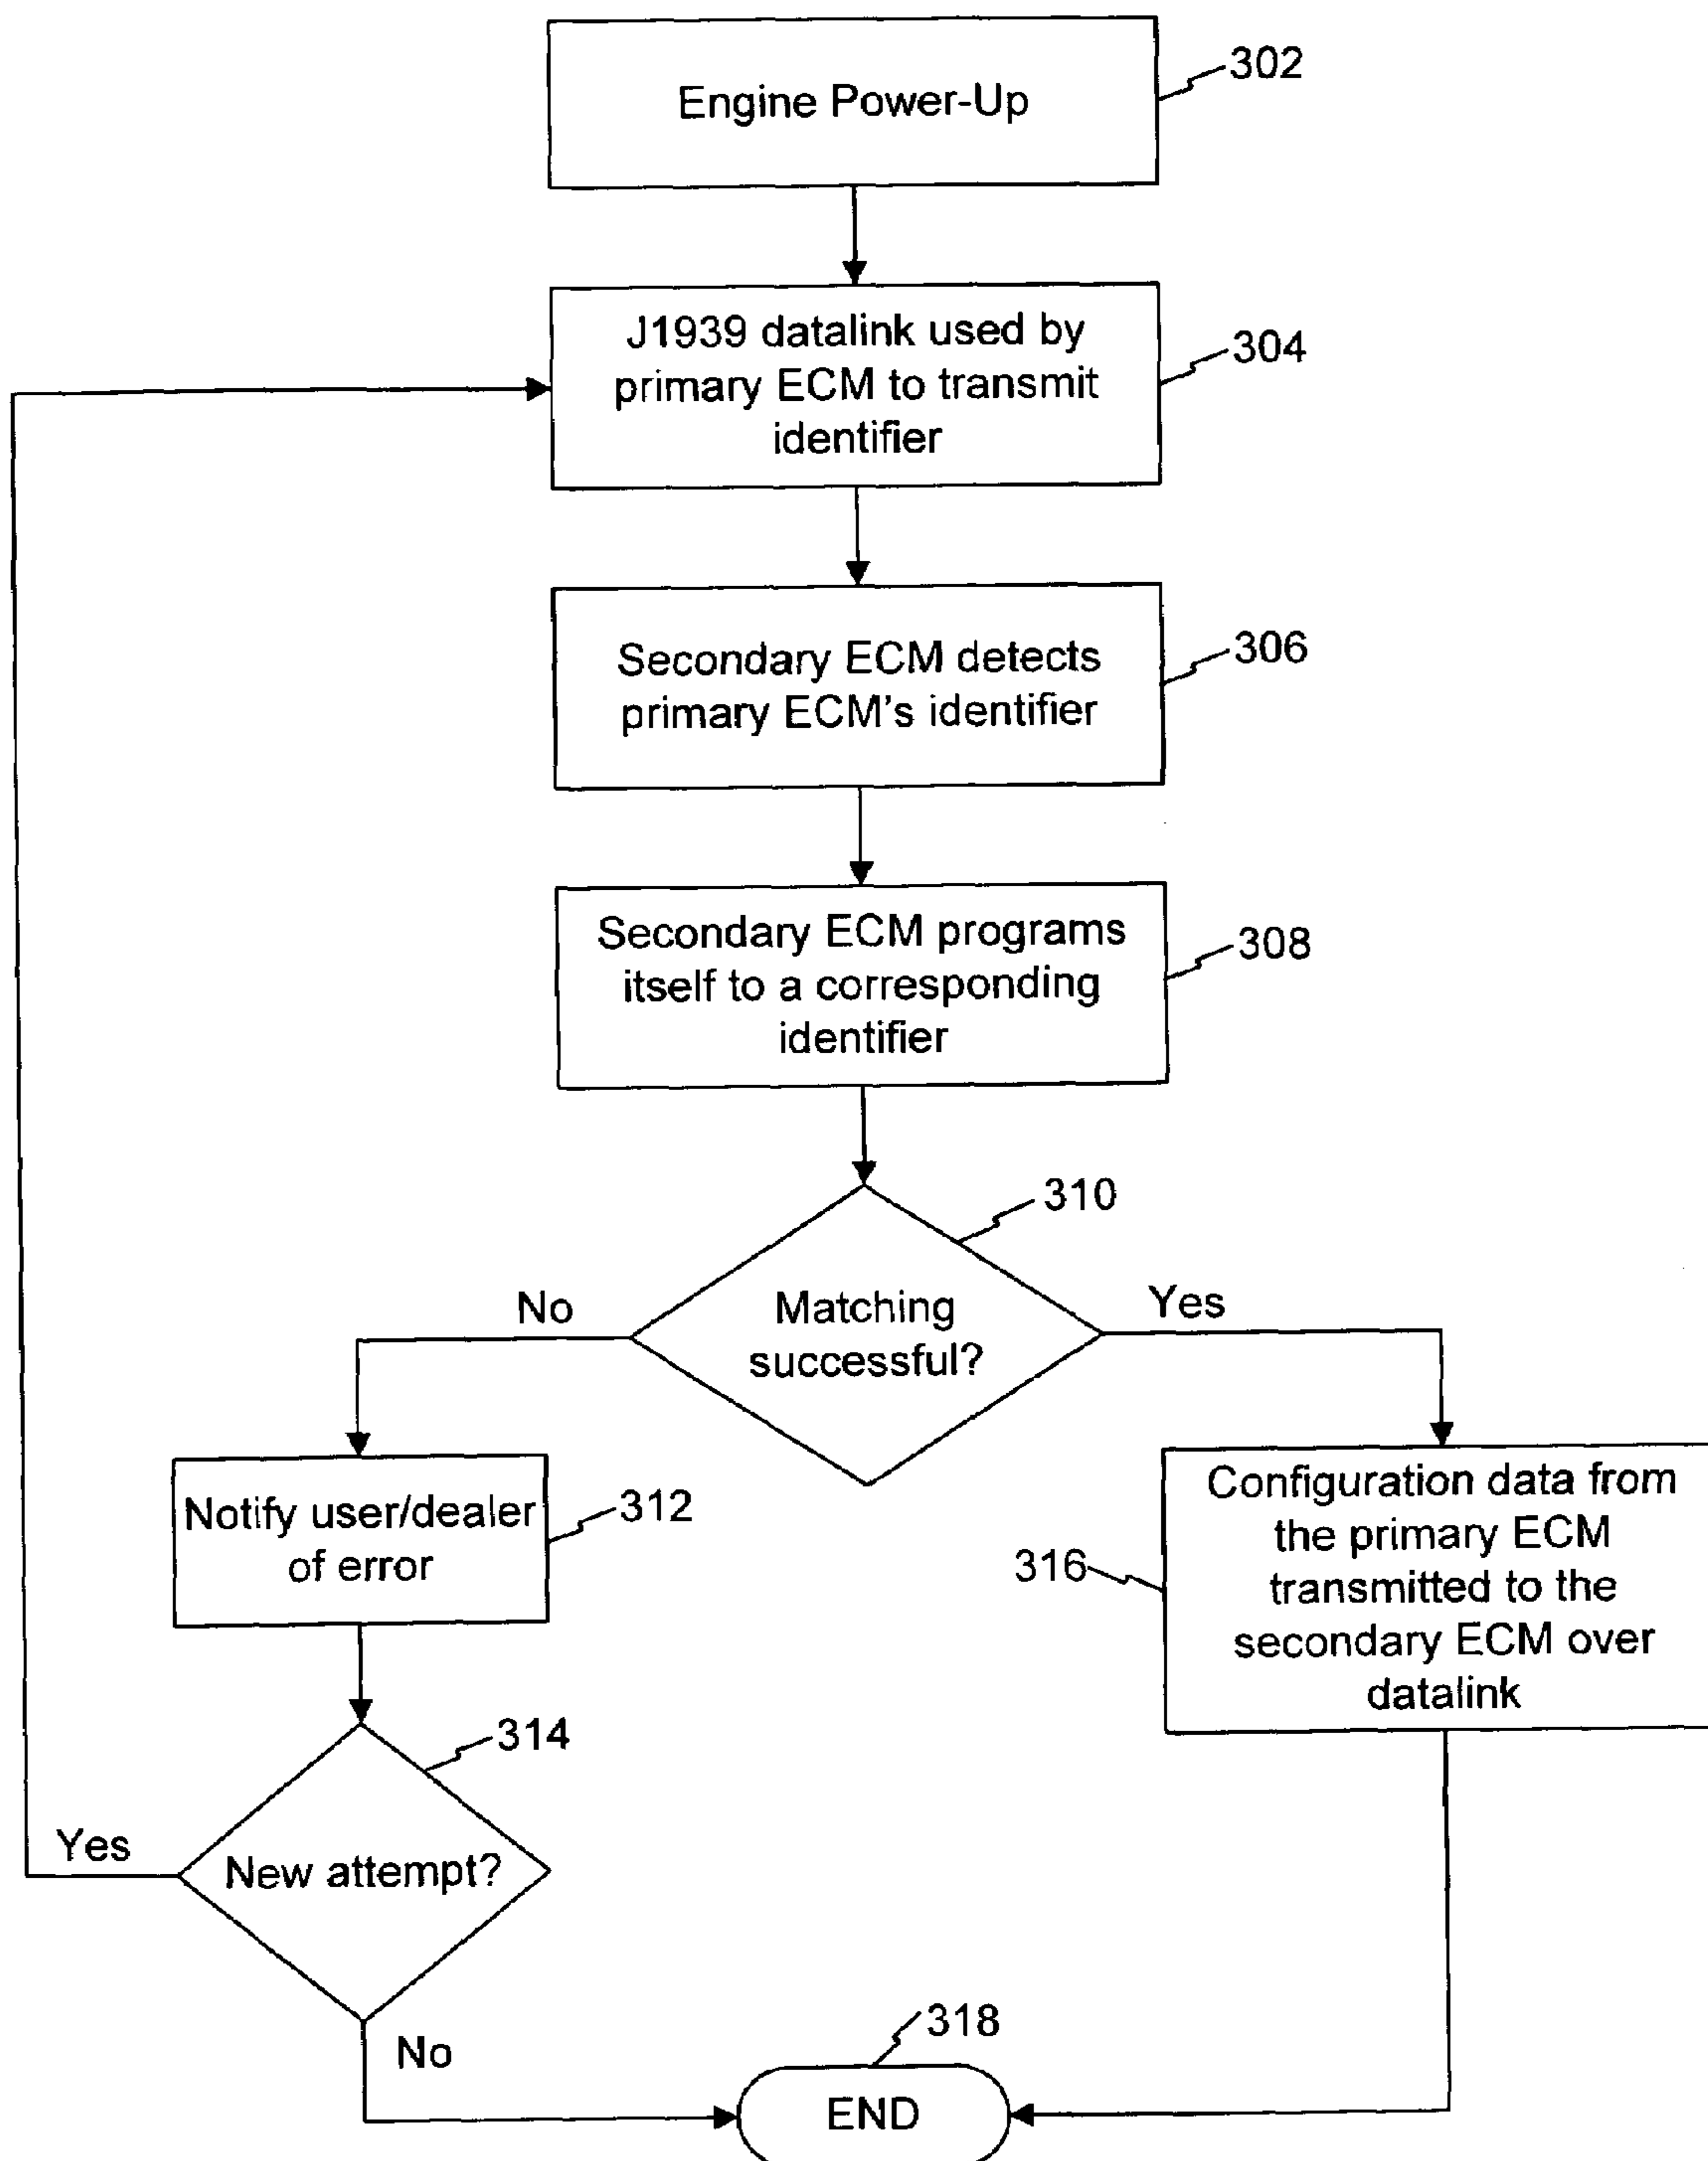 Engine Power-Up
302
J1939 datalink used by
primary ECM to transmit
identifier
304
Secondary ECM detects
primary ECM's identifier
306
Secondary ECM programs
itself to a corresponding
identifier
308
310
Matching
successful?
No
Yes
Notify user/dealer
of error
312
Configuration data from
the primary ECM
transmitted to the
secondary ECM over
datalink
316
314
New attempt?
Yes
No
318
END